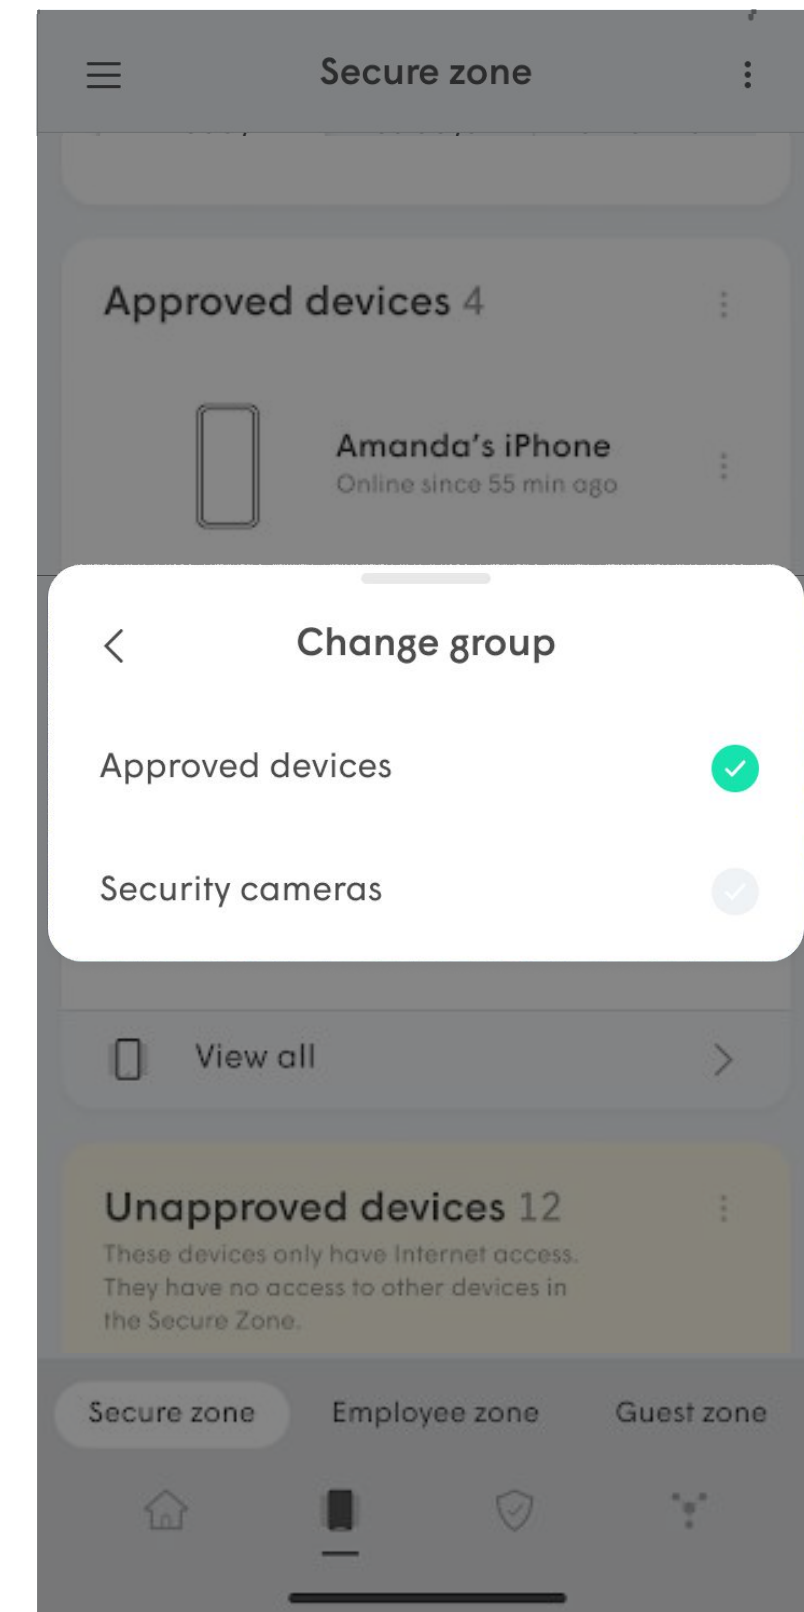 Secure zone
Approved devices 4
Amanda's iPhone
Online since 55 min ago
Change group
Approved devices
Security cameras
View all
Unapproved devices 12
These devices only have Internet access.
They have no access to other devices in
the Secure Zone.
Secure zone Employee zone Guest zone